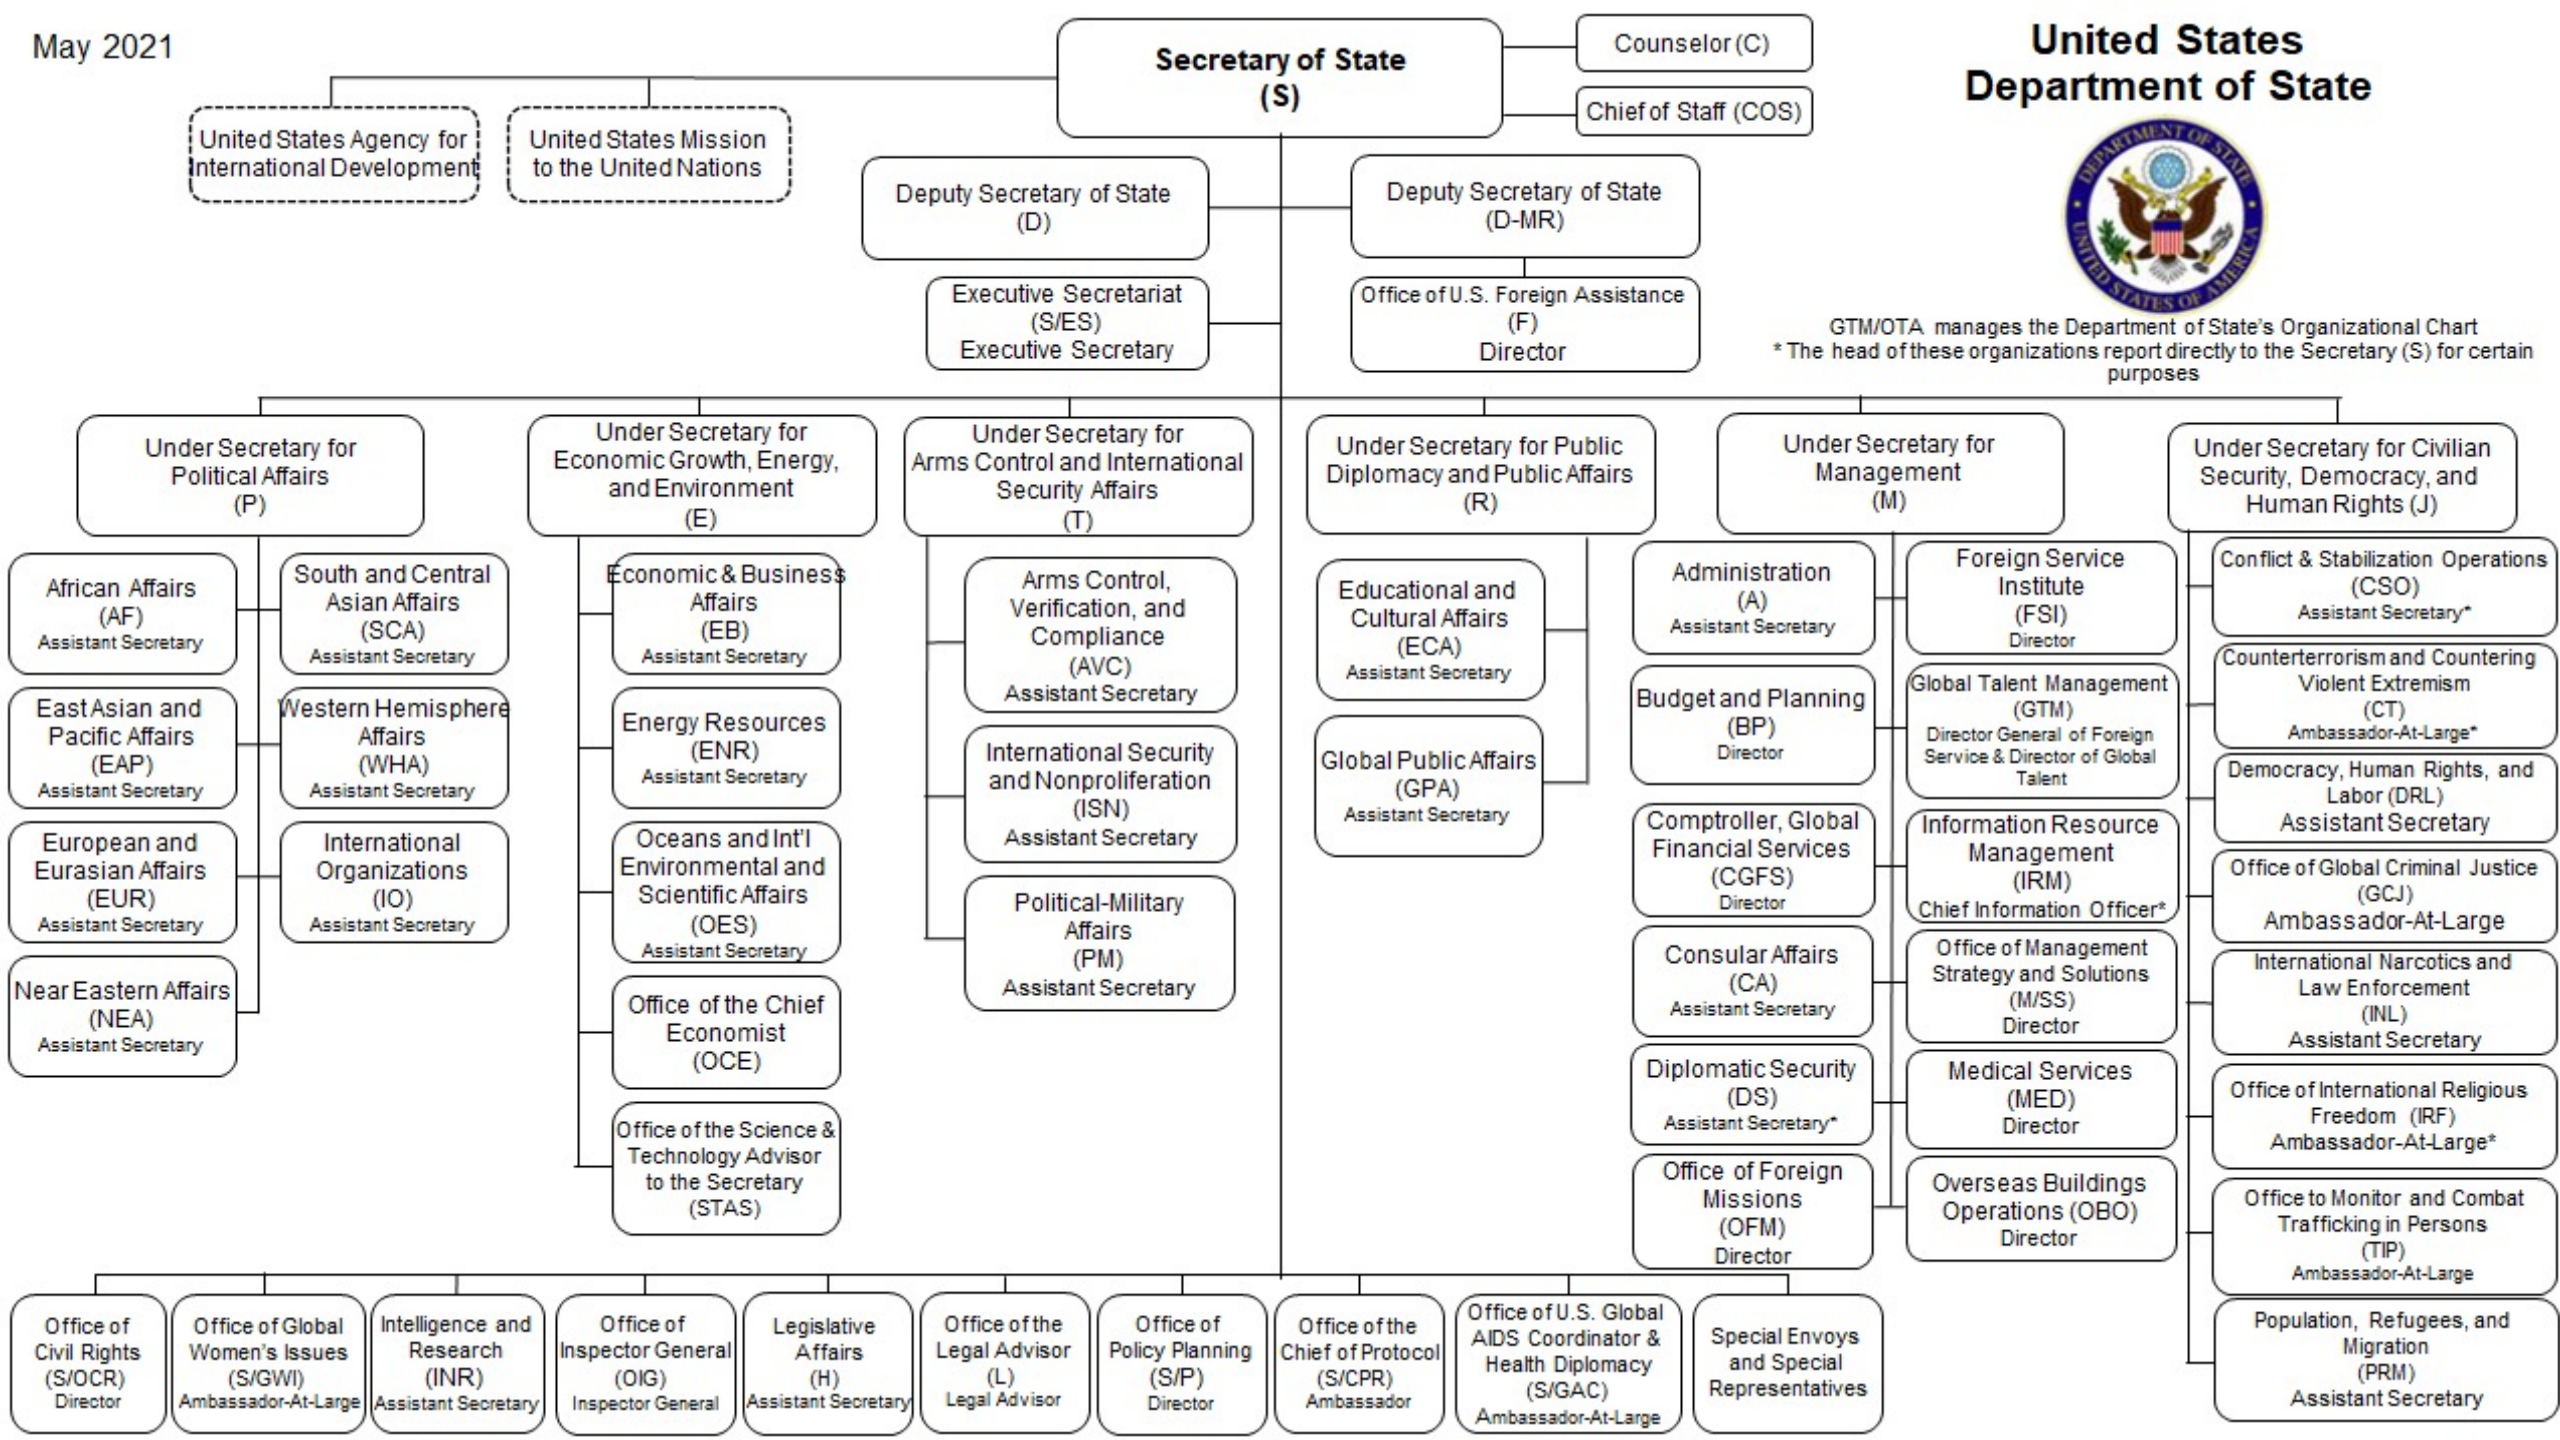 May 2021
Secretary of State
(S)
Counselor (C)
Chief of Staff (COS)
United States
Department of State
DEPARTMENT OF STATE
UNITED STATES OF AMERICA
United States Agency for
International Development
United States Mission
to the United Nations
Deputy Secretary of State
(D)
Deputy Secretary of State
(D-MR)
Executive Secretariat
(S/ES)
Executive Secretary
Office of U.S. Foreign Assistance
(F)
Director
GTM/OTA manages the Department of State's Organizational Chart
* The head of these organizations report directly to the Secretary (S) for certain
purposes
Under Secretary for
Political Affairs
(P)
Under Secretary for
Economic Growth, Energy,
and Environment
(E)
Under Secretary for
Arms Control and International
Security Affairs
(T)
Under Secretary for Public
Diplomacy and Public Affairs
(R)
Under Secretary for
Management
(M)
Under Secretary for Civilian
Security, Democracy, and
Human Rights (J)
African Affairs
(AF)
Assistant Secretary
East Asian and
Pacific Affairs
(EAP)
Assistant Secretary
European and
Eurasian Affairs
(EUR)
Assistant Secretary
Near Eastern Affairs
(NEA)
Assistant Secretary
South and Central
Asian Affairs
(SCA)
Assistant Secretary
Western Hemisphere
Affairs
(WHA)
Assistant Secretary
International
Organizations
(IO)
Assistant Secretary
Economic & Business
Affairs
(EB)
Assistant Secretary
Energy Resources
(ENR)
Assistant Secretary
Oceans and Int'l
Environmental and
Scientific Affairs
(OES)
Assistant Secretary
Office of the Chief
Economist
(OCE)
Office of the Science &
Technology Advisor
to the Secretary
(STAS)
Arms Control,
Verification, and
Compliance
(AVC)
Assistant Secretary
International Security
and Nonproliferation
(ISN)
Assistant Secretary
Political-Military
Affairs
(PM)
Assistant Secretary
Educational and
Cultural Affairs
(ECA)
Assistant Secretary
Global Public Affairs
(GPA)
Assistant Secretary
Administration
(A)
Assistant Secretary
Budget and Planning
(BP)
Director
Comptroller, Global
Financial Services
(CGFS)
Director
Consular Affairs
(CA)
Assistant Secretary
Diplomatic Security
(DS)
Assistant Secretary*
Office of Foreign
Missions
(OFM)
Director
Foreign Service
Institute
(FSI)
Director
Global Talent Management
(GTM)
Director General of Foreign
Service & Director of Global
Talent
Information Resource
Management
(IRM)
Chief Information Officer*
Office of Management
Strategy and Solutions
(M/SS)
Director
Medical Services
(MED)
Director
Overseas Buildings
Operations (OBO)
Director
Conflict & Stabilization Operations
(CSO)
Assistant Secretary*
Counterterrorism and Countering
Violent Extremism
(CT)
Ambassador-At-Large*
Democracy, Human Rights, and
Labor (DRL)
Assistant Secretary
Office of Global Criminal Justice
(GCJ)
Ambassador-At-Large
International Narcotics and
Law Enforcement
(INL)
Assistant Secretary
Office of International Religious
Freedom (IRF)
Ambassador-At-Large*
Office to Monitor and Combat
Trafficking in Persons
(TIP)
Ambassador-At-Large
Population, Refugees, and
Migration
(PRM)
Assistant Secretary
Office of
Civil Rights
(S/OCR)
Director
Office of Global
Women's Issues
(S/GWI)
Ambassador-At-Large
Intelligence and
Research
(INR)
Assistant Secretary
Office of
Inspector General
(OIG)
Inspector General
Legislative
Affairs
(H)
Assistant Secretary
Office of the
Legal Advisor
(L)
Legal Advisor
Office of
Policy Planning
(S/P)
Director
Office of the
Chief of Protocol
(S/CPR)
Ambassador
Office of U.S. Global
AIDS Coordinator &
Health Diplomacy
(S/GAC)
Ambassador-At-Large
Special Envoys
and Special
Representatives